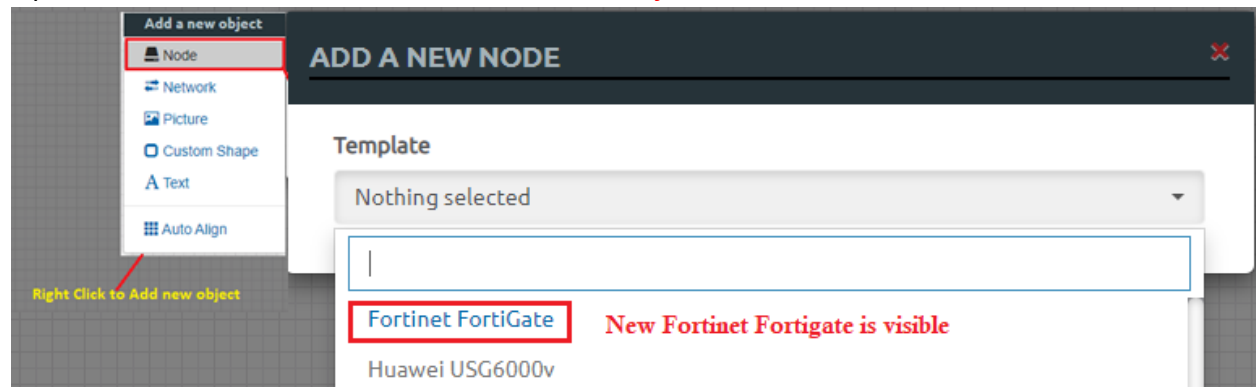 Add a new object
Node
Network
Picture
Custom Shape
A Text
Auto Align
Right Click to Add new object
ADD A NEW NODE
Template
Nothing selected
Fortinet FortiGate
New Fortinet Fortigate is visible
Huawei USG6000v